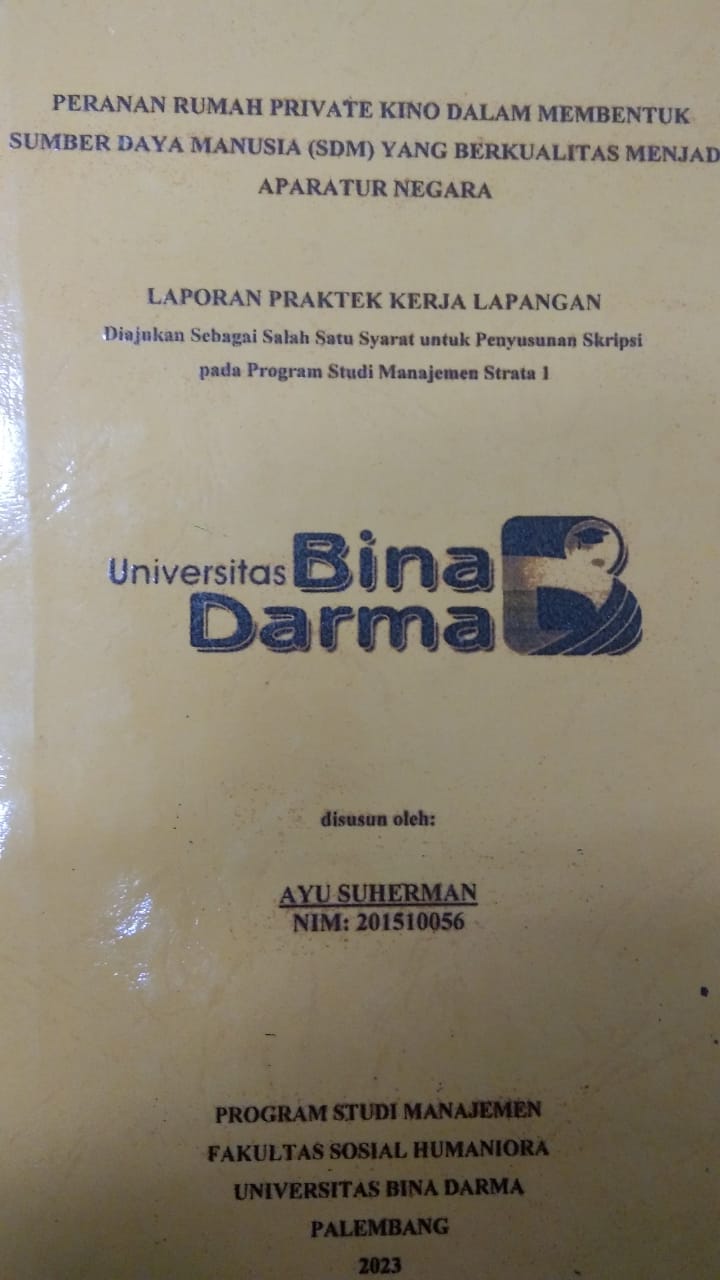 PERANAN RUMAH PRIVATE KINO DALAM MEMBENTUK
SUMBER DAYA MANUSIA (SDM) YANG BERKUALITAS MENJAD
APARATUR NEGARA
LAPORAN PRAKTEK KERJA LAPANGAN
Diajukan Sebagai Salah Satu Syarat untuk Penyusunan Skripsi
pada Program Studi Manajemen Strata 1
Universitas Bina
Darma
disusun oleh:
AYU SUHERMAN
NIM: 201510056
PROGRAM STUDI MANAJEMEN
FAKULTAS SOSIAL HUMANIORA
UNIVERSITAS BINA DARMA
PALEMBANG
2023